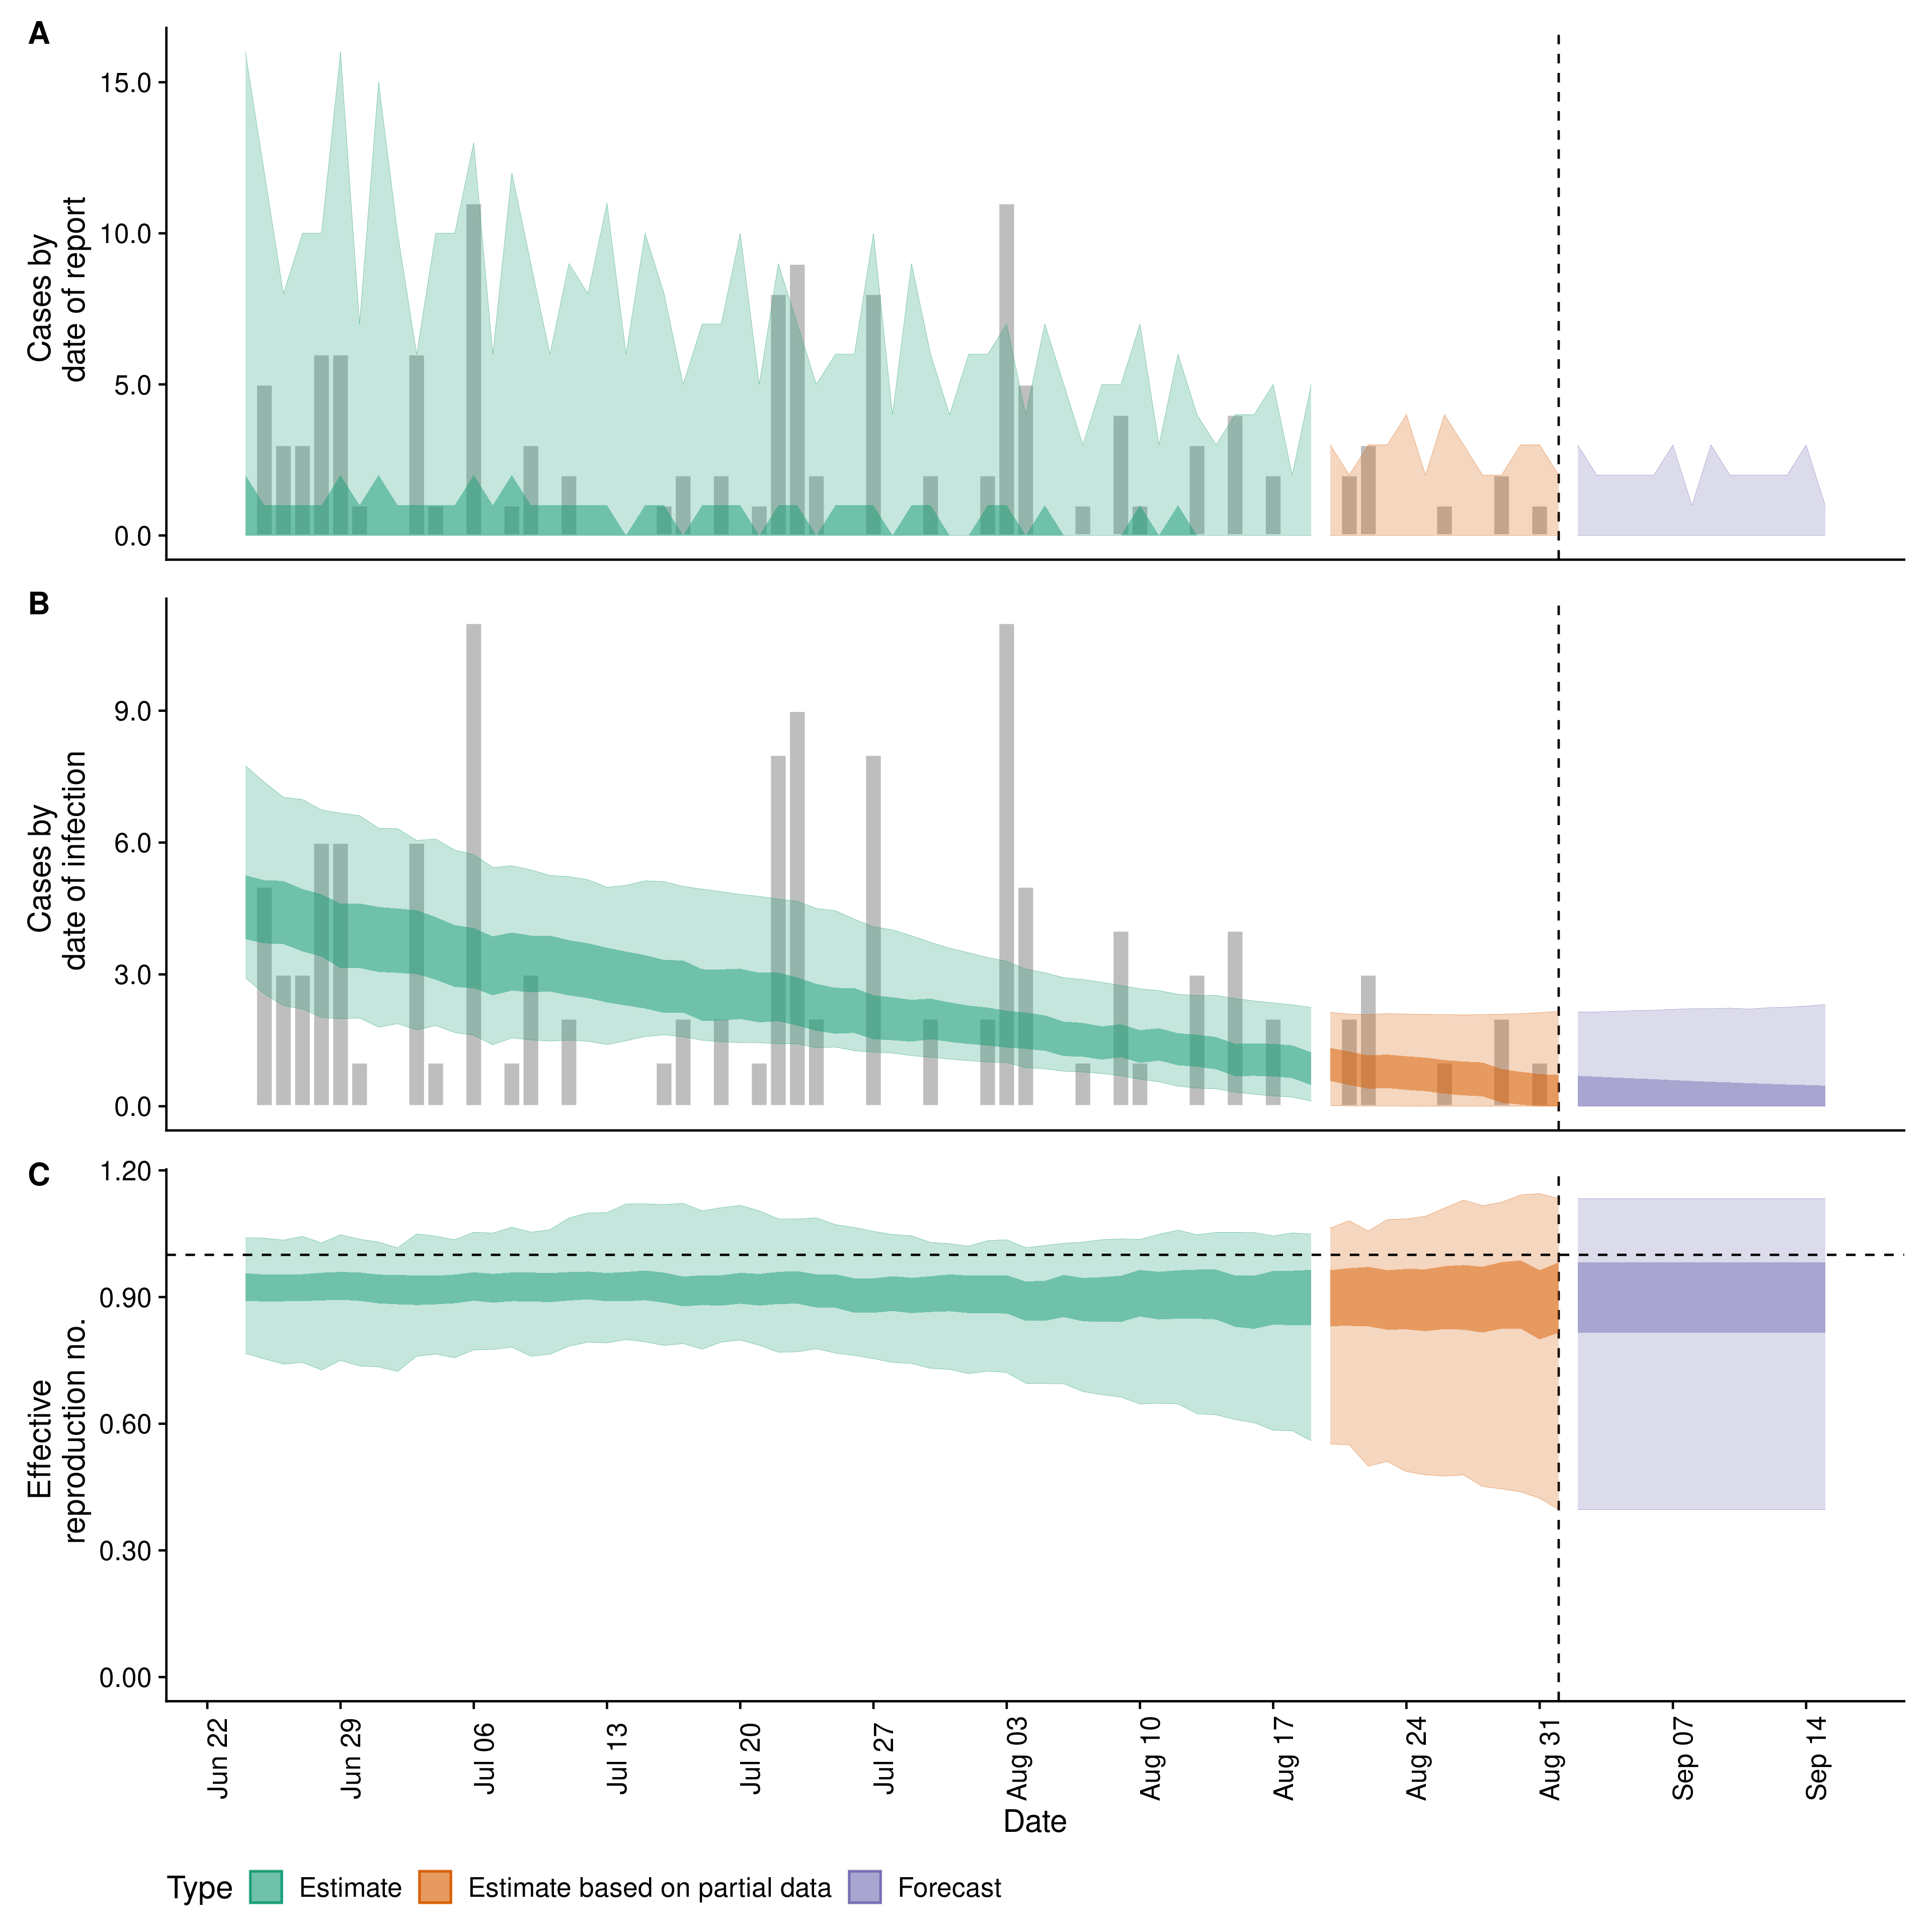 A
15.0
10.0
5.0
0.0
Cases by
date of report
B
9.0
6.0
3.0
0.0
Cases by
date of infection
C
1.20
0.90
0.60
0.30
0.00
Effective
reproduction no.
Jun 22
Jun 29
Jul 06
Jul 13
Jul 20
Jul 27
Aug 03
Aug 10
Aug 17
Aug 24
Aug 31
Sep 07
Sep 14
Date
Type Estimate Estimate based on partial data Forecast